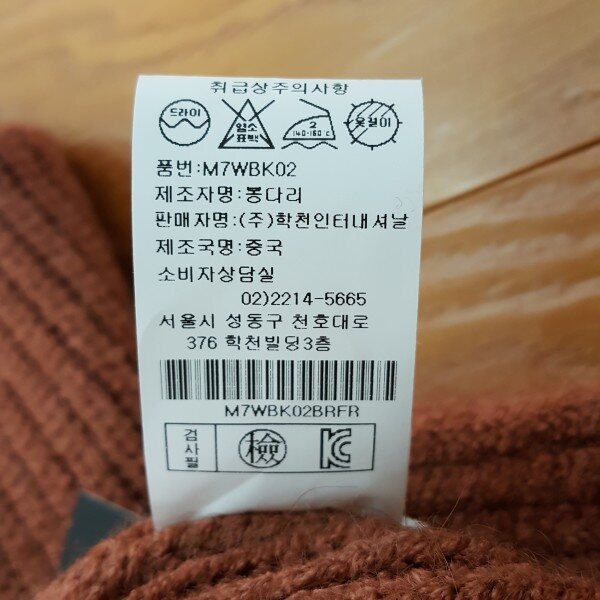 취급상주의사항
드라이 염소 표백 2 140-160℃ 옷걸이
품번:M7WBK02
제조자명:봉다리
판매자명:(주)학천인터내셔날
제조국명:중국
소비자상담실
02)2214-5665
서울시 성동구 천호대로
376 학천빌딩3층
M7WBK02BRFR
검사필 檢 KC